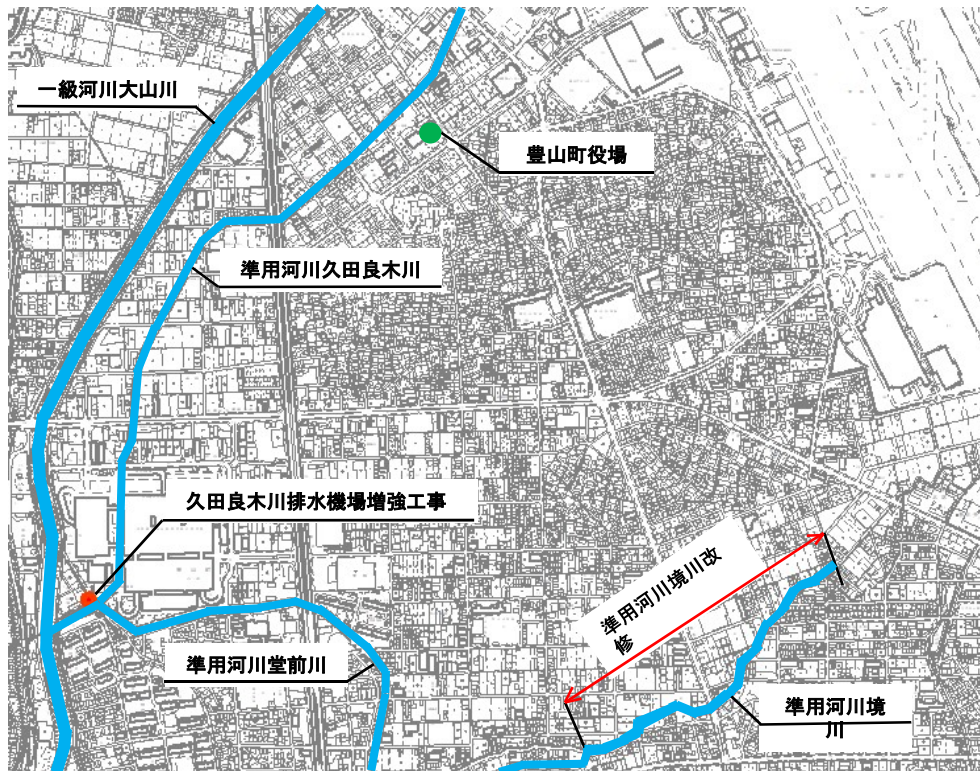 一級河川大山川
豊山町役場
準用河川久田良木川
久田良木川排水機場増強工事
準用河川境川改
修
準用河川堂前川
準用河川境
川